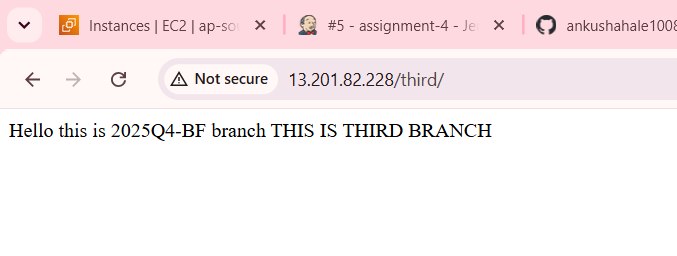 Instances | EC2 | ap-sou
#5 - assignment-4 - Je
ankushahale1008
Not secure
13.201.82.228/third/
Hello this is 2025Q4-BF branch THIS IS THIRD BRANCH